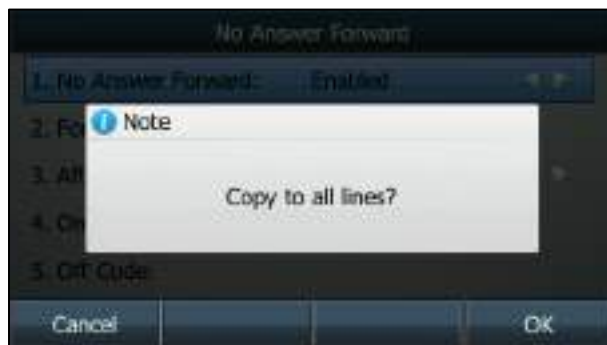 No Answer Forward
1. No Answer Forward: Enabled
2. Fo
Note
3. Aft
Copy to all lines?
4. On
5. Off Code:
Cancel
OK